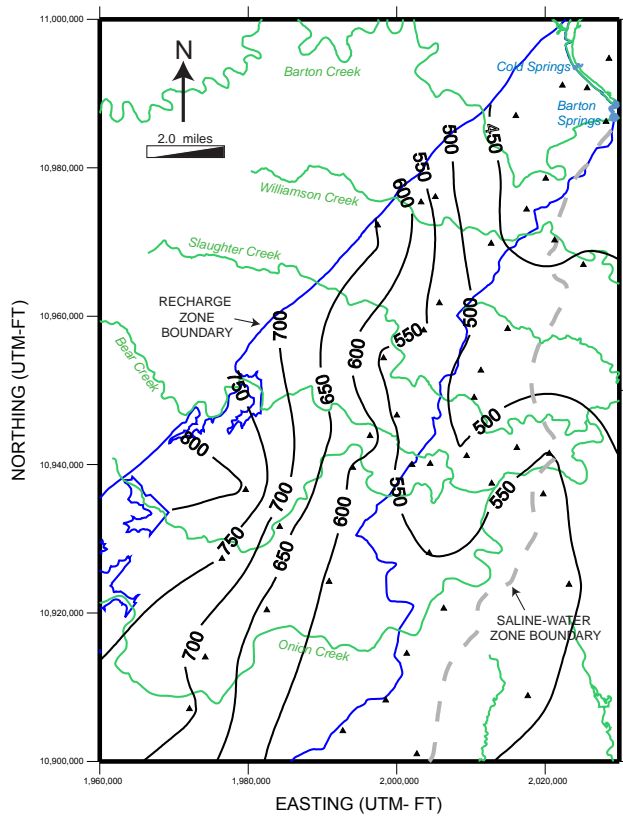 11,000,000
10,980,000
10,960,000
10,940,000
10,920,000
10,900,000
NORTHING (UTM-FT)
N
2.0 miles
Barton Creek
Cold Springs
Barton
Springs
Williamson Creek
Slaughter Creek
RECHARGE
ZONE
BOUNDARY
Bear Creek
Onion Creek
SALINE-WATER
ZONE BOUNDARY
450
500
550
600
700
500
550
600
650
750
500
800
550
550
700
600
750
650
700
1,960,000
1,980,000
2,000,000
2,020,000
EASTING (UTM- FT)